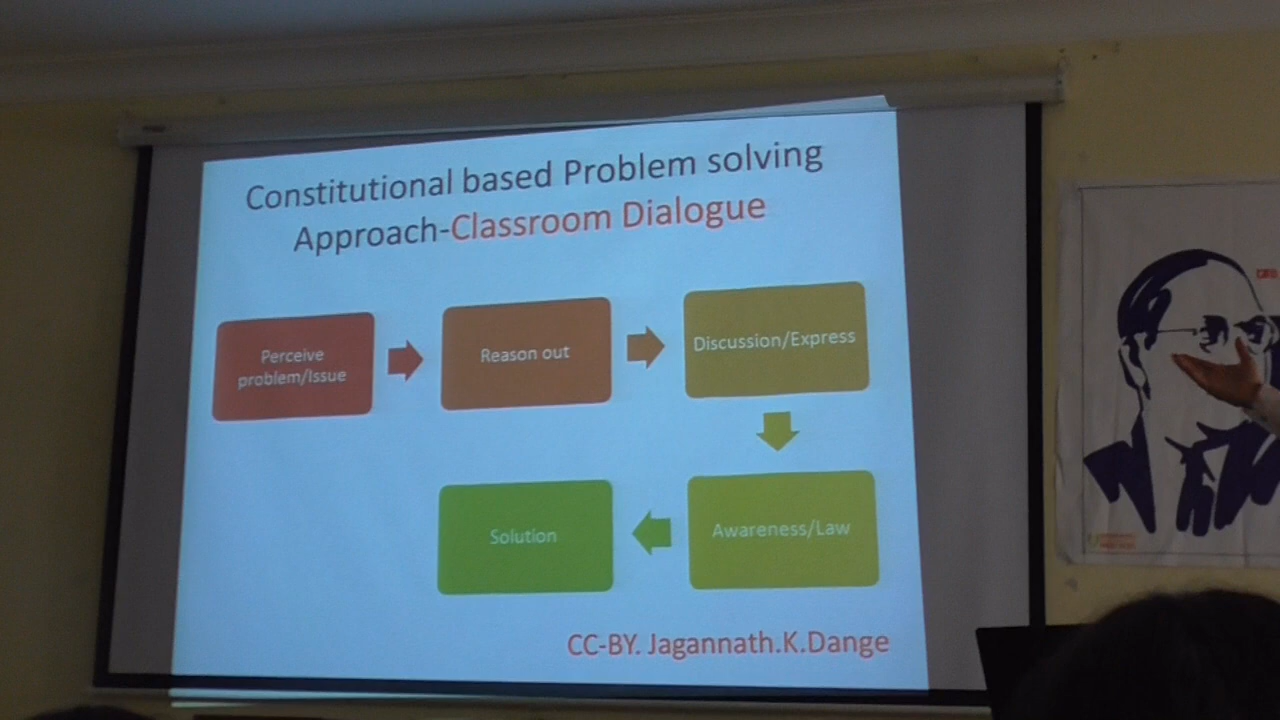 Constitutional based Problem solving
Approach-Classroom Dialogue
Perceive
problem/Issue
Reason out
Discussion/Express
Awareness/Law
Solution
CC-BY. Jagannath.K.Dange